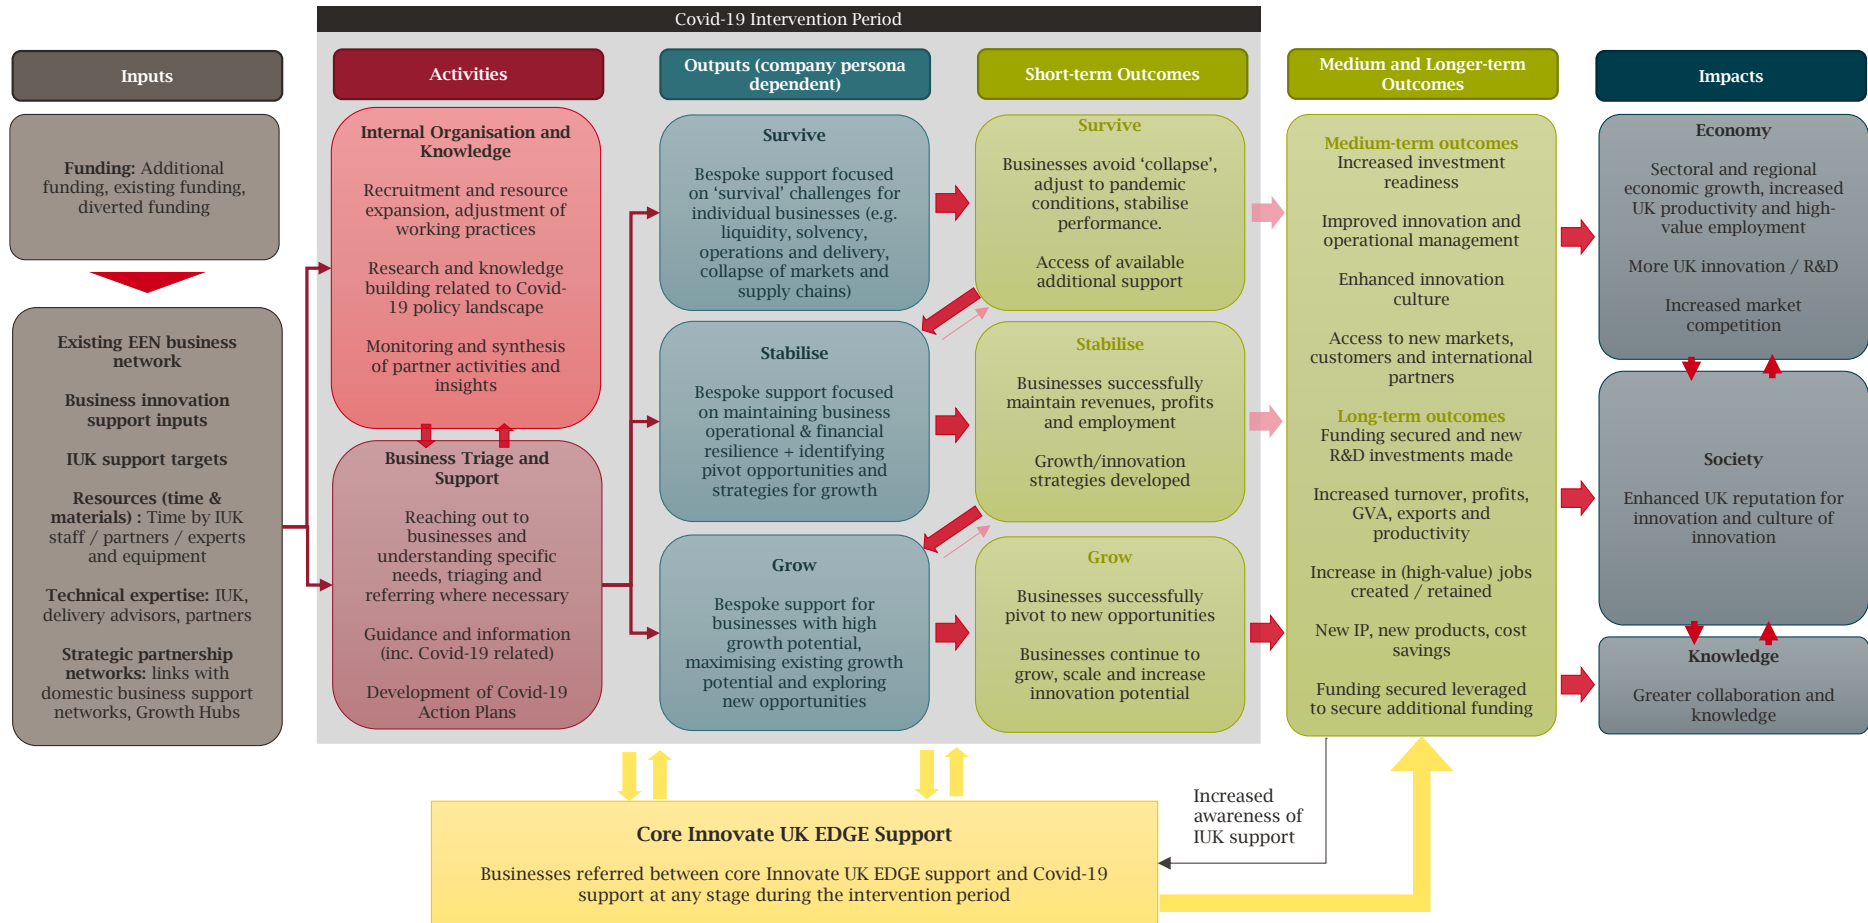 Covid-19 Intervention Period
Inputs
Funding: Additional
funding, existing funding,
diverted funding
Existing EEN business
network
Business innovation
support inputs
IUK support targets
Resources (time &
materials) : Time by IUK
staff / partners / experts
and equipment
Technical expertise: IUK,
delivery advisors, partners
Strategic partnership
networks: links with
domestic business support
networks, Growth Hubs
Activities
Internal Organisation and
Knowledge
Recruitment and resource
expansion, adjustment of
working practices
Research and knowledge
building related to Covid-
19 policy landscape
Monitoring and synthesis
of partner activities and
insights
Business Triage and
Support
Reaching out to
businesses and
understanding specific
needs, triaging and
referring where necessary
Guidance and information
(inc. Covid-19 related)
Development of Covid-19
Action Plans
Outputs (company persona
dependent)
Survive
Bespoke support focused
on ‘survival’ challenges for
individual businesses (e.g.
liquidity, solvency,
operations and delivery,
collapse of markets and
supply chains)
Stabilise
Bespoke support focused
on maintaining business
operational & financial
resilience + identifying
pivot opportunities and
strategies for growth
Grow
Bespoke support for
businesses with high
growth potential,
maximising existing growth
potential and exploring
new opportunities
Short-term Outcomes
Survive
Businesses avoid ‘collapse’,
adjust to pandemic
conditions, stabilise
performance.
Access of available
additional support
Stabilise
Businesses successfully
maintain revenues, profits
and employment
Growth/innovation
strategies developed
Grow
Businesses successfully
pivot to new opportunities
Businesses continue to
grow, scale and increase
innovation potential
Medium and Longer-term
Outcomes
Medium-term outcomes
Increased investment
readiness
Improved innovation and
operational management
Enhanced innovation
culture
Access to new markets,
customers and international
partners
Long-term outcomes
Funding secured and new
R&D investments made
Increased turnover, profits,
GVA, exports and
productivity
Increase in (high-value) jobs
created / retained
New IP, new products, cost
savings
Funding secured leveraged
to secure additional funding
Impacts
Economy
Sectoral and regional
economic growth, increased
UK productivity and high-
value employment
More UK innovation / R&D
Increased market
competition
Society
Enhanced UK reputation for
innovation and culture of
innovation
Knowledge
Greater collaboration and
knowledge
Increased
awareness of
IUK support
Core Innovate UK EDGE Support
Businesses referred between core Innovate UK EDGE support and Covid-19
support at any stage during the intervention period